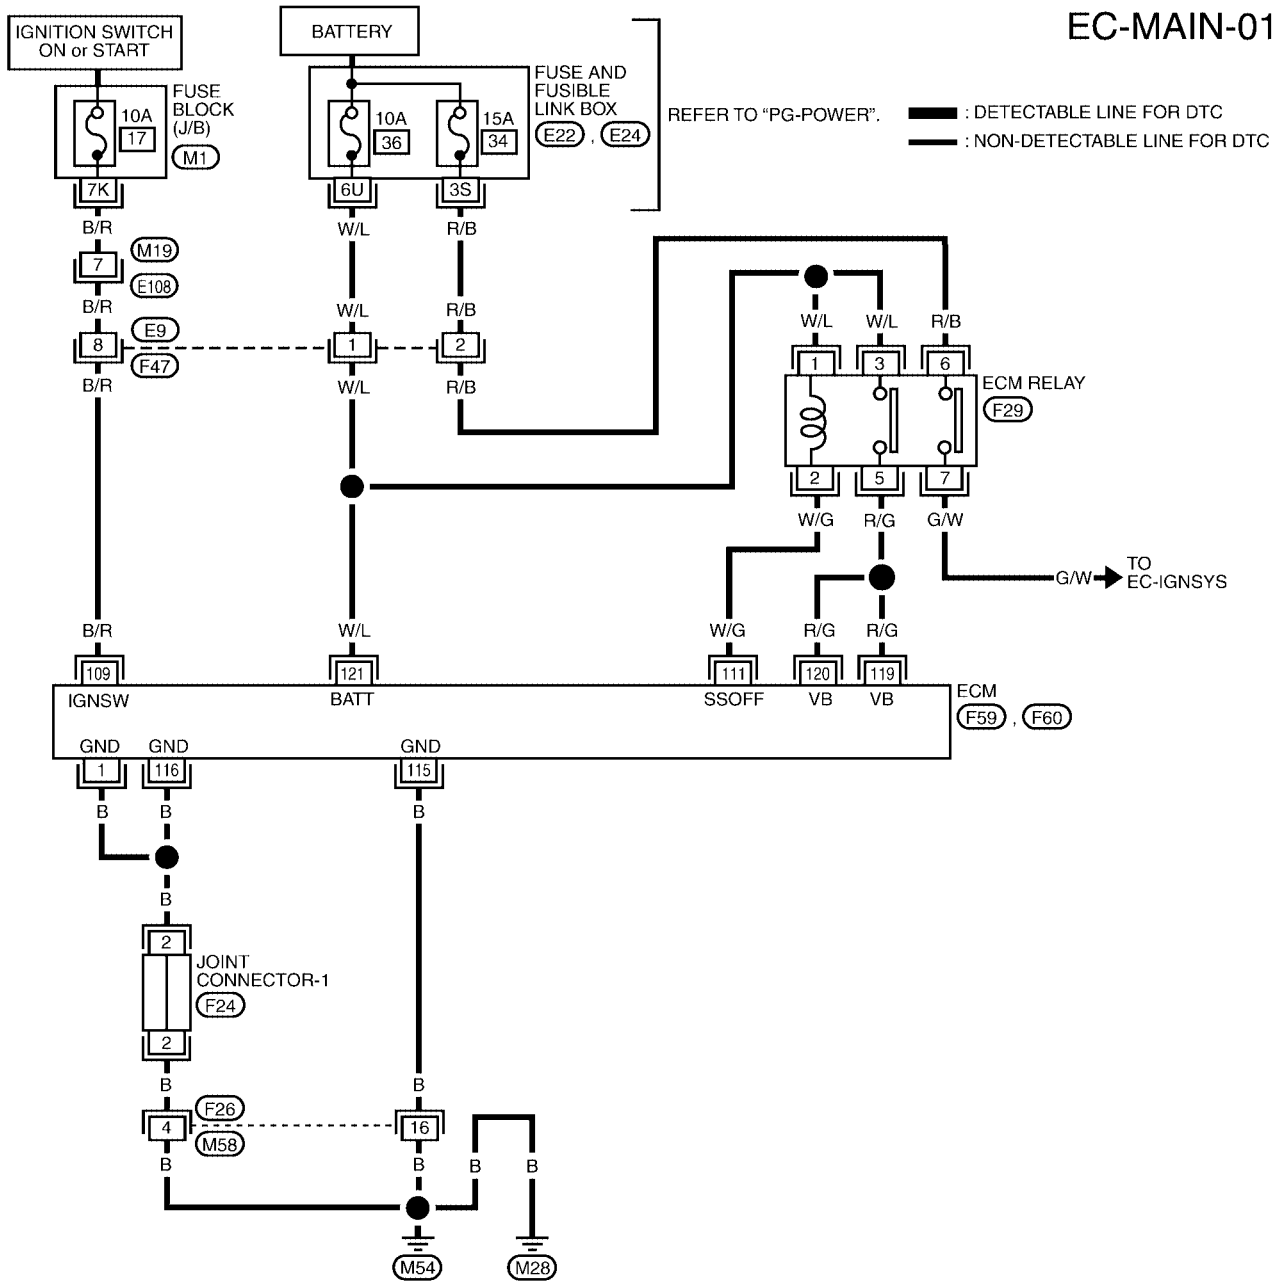 EC-MAIN-01
IGNITION SWITCH
ON or START
BATTERY
FUSE
BLOCK
(J/B)
M1
10A
17
10A
36
15A
34
FUSE AND
FUSIBLE
LINK BOX
E22 , E24
REFER TO “PG-POWER”.
: DETECTABLE LINE FOR DTC
: NON-DETECTABLE LINE FOR DTC
7K
6U
3S
B/R
W/L
R/B
7
M19
E108
B/R
W/L
R/B
8
E9
F47
1
2
B/R
W/L
R/B
W/L
W/L
R/B
1
3
6
ECM RELAY
F29
2
5
7
W/G
R/G
G/W
G/W
TO
EC-IGNSYS
B/R
W/L
W/G
R/G
R/G
109
121
111
120
119
IGNSW
BATT
SSOFF
VB
VB
ECM
F59 , F60
GND
GND
GND
1
116
115
B
B
B
B
2
JOINT
CONNECTOR-1
F24
2
B
B
4
F26
M58
16
B
B
B
B
M54
M28